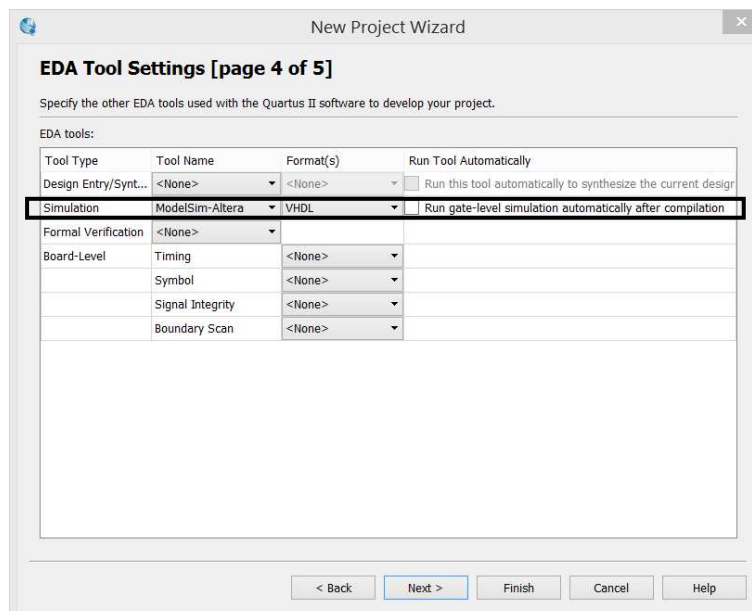 New Project Wizard
EDA Tool Settings [page 4 of 5]
Specify the other EDA tools used with the Quartus II software to develop your project.
EDA tools:
Tool Type Tool Name Format(s) Run Tool Automatically
Design Entry/Synt... <None> <None> Run this tool automatically to synthesize the current design
Simulation ModelSim-Altera VHDL Run gate-level simulation automatically after compilation
Formal Verification <None>
Board-Level Timing <None>
Symbol <None>
Signal Integrity <None>
Boundary Scan <None>
< Back Next > Finish Cancel Help